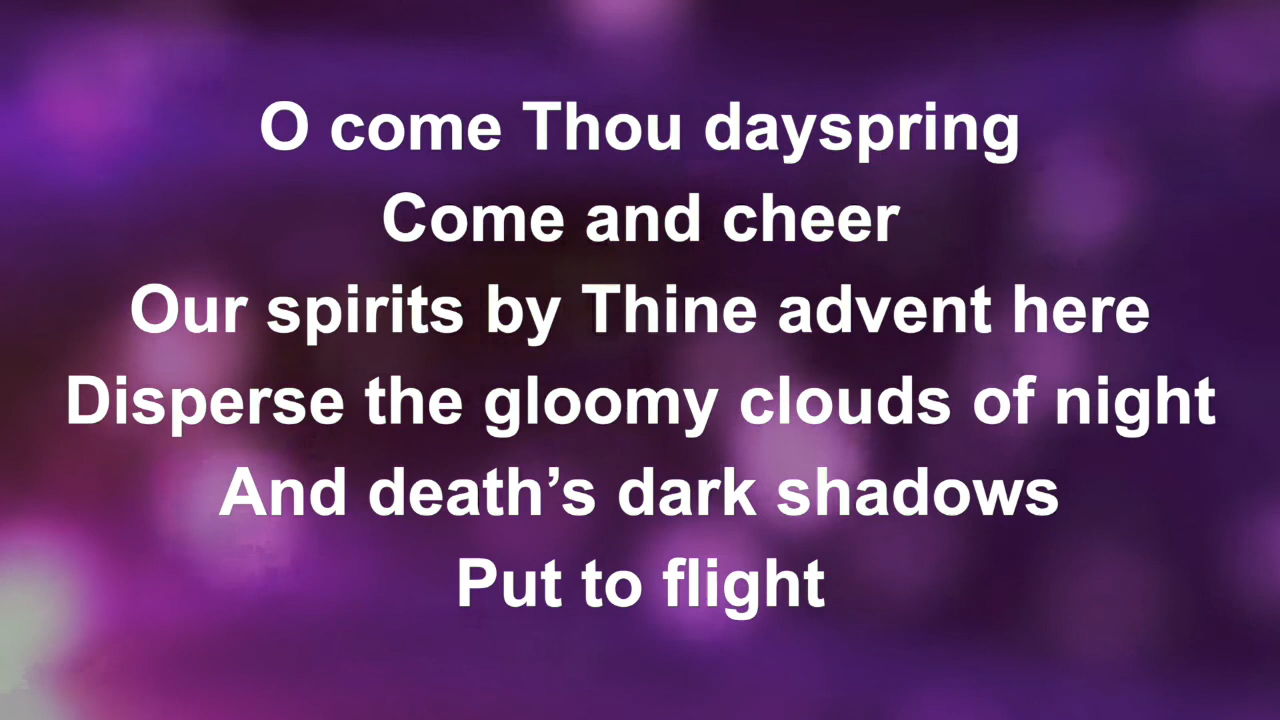 O come Thou dayspring
Come and cheer
Our spirits by Thine advent here
Disperse the gloomy clouds of night
And death’s dark shadows
Put to flight